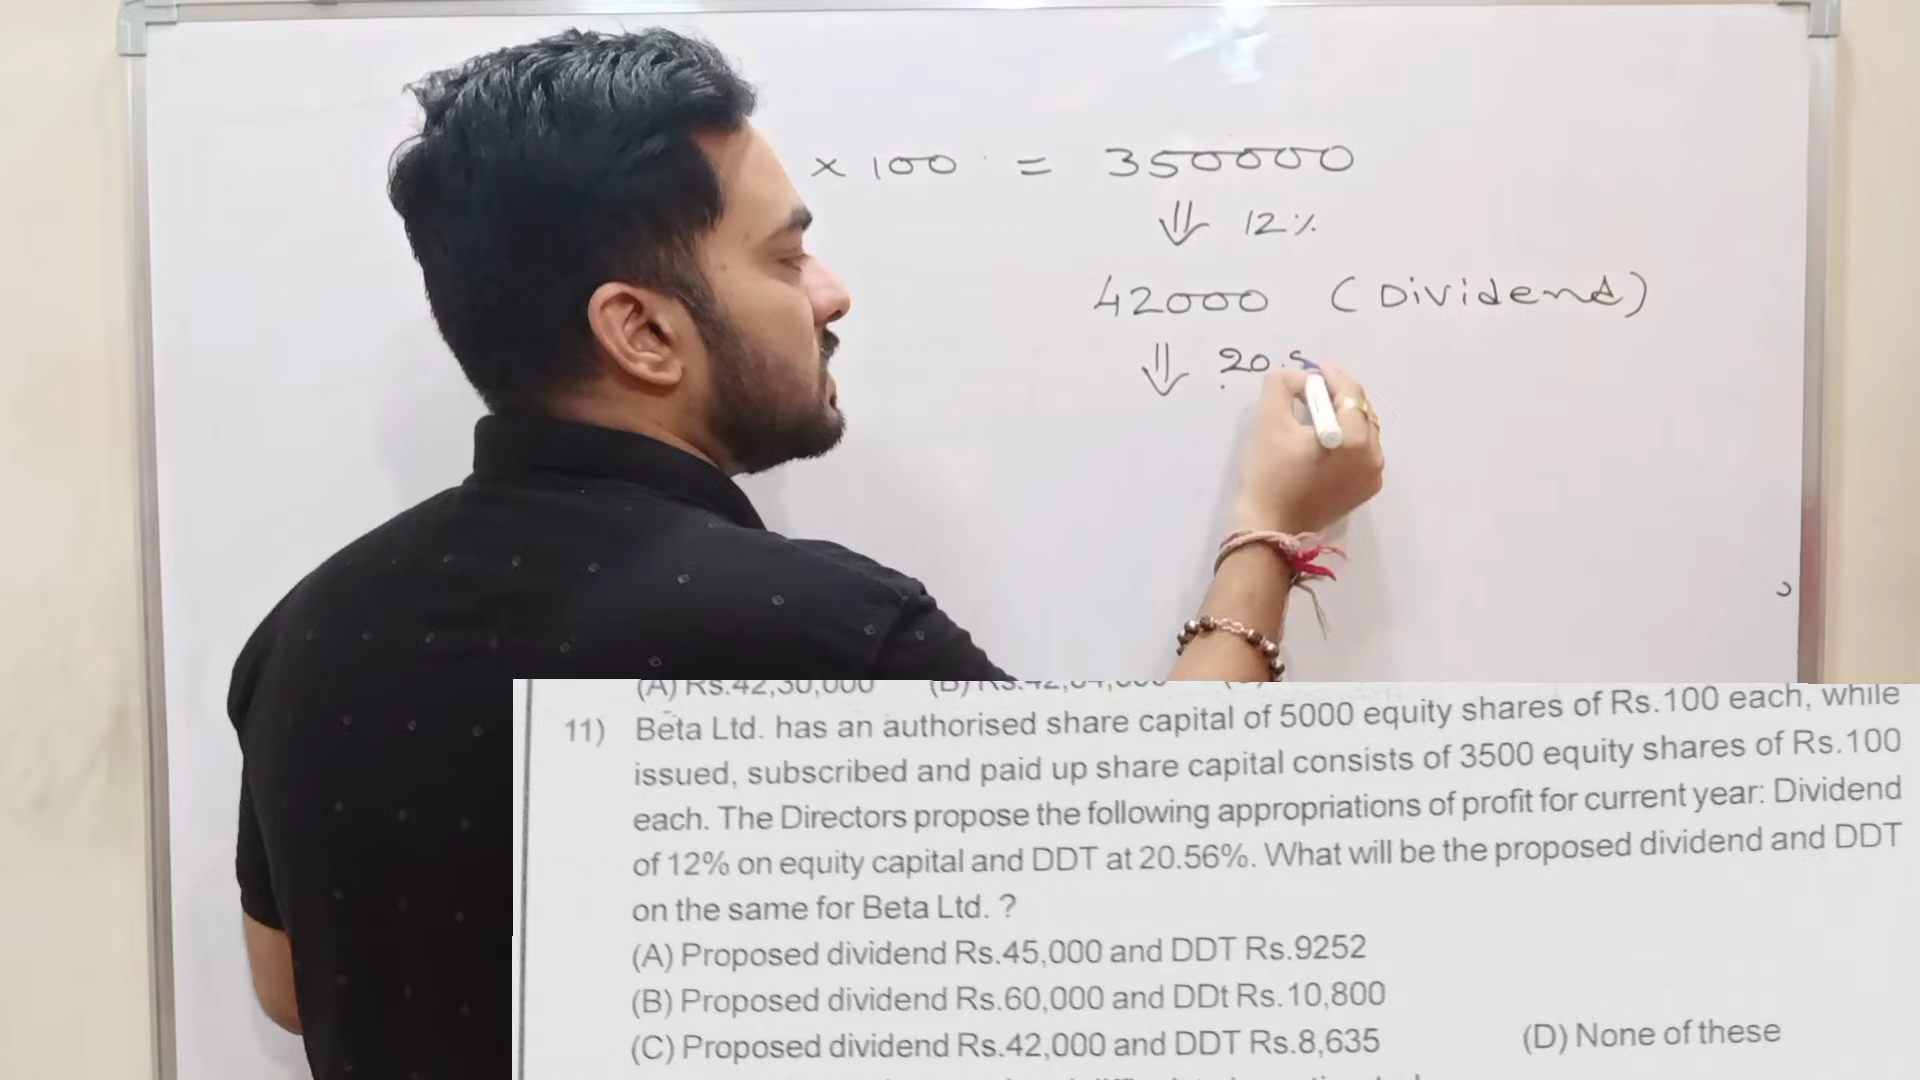 x 100 = 350000
⇓ 12%
42000 (Dividend)
⇓ 20.5
(A) Rs.42,30,000
11) Beta Ltd. has an authorised share capital of 5000 equity shares of Rs.100 each, while
issued, subscribed and paid up share capital consists of 3500 equity shares of Rs.100
each. The Directors propose the following appropriations of profit for current year: Dividend
of 12% on equity capital and DDT at 20.56%. What will be the proposed dividend and DDT
on the same for Beta Ltd. ?
(A) Proposed dividend Rs.45,000 and DDT Rs.9252
(B) Proposed dividend Rs.60,000 and DDt Rs.10,800
(C) Proposed dividend Rs.42,000 and DDT Rs.8,635 (D) None of these